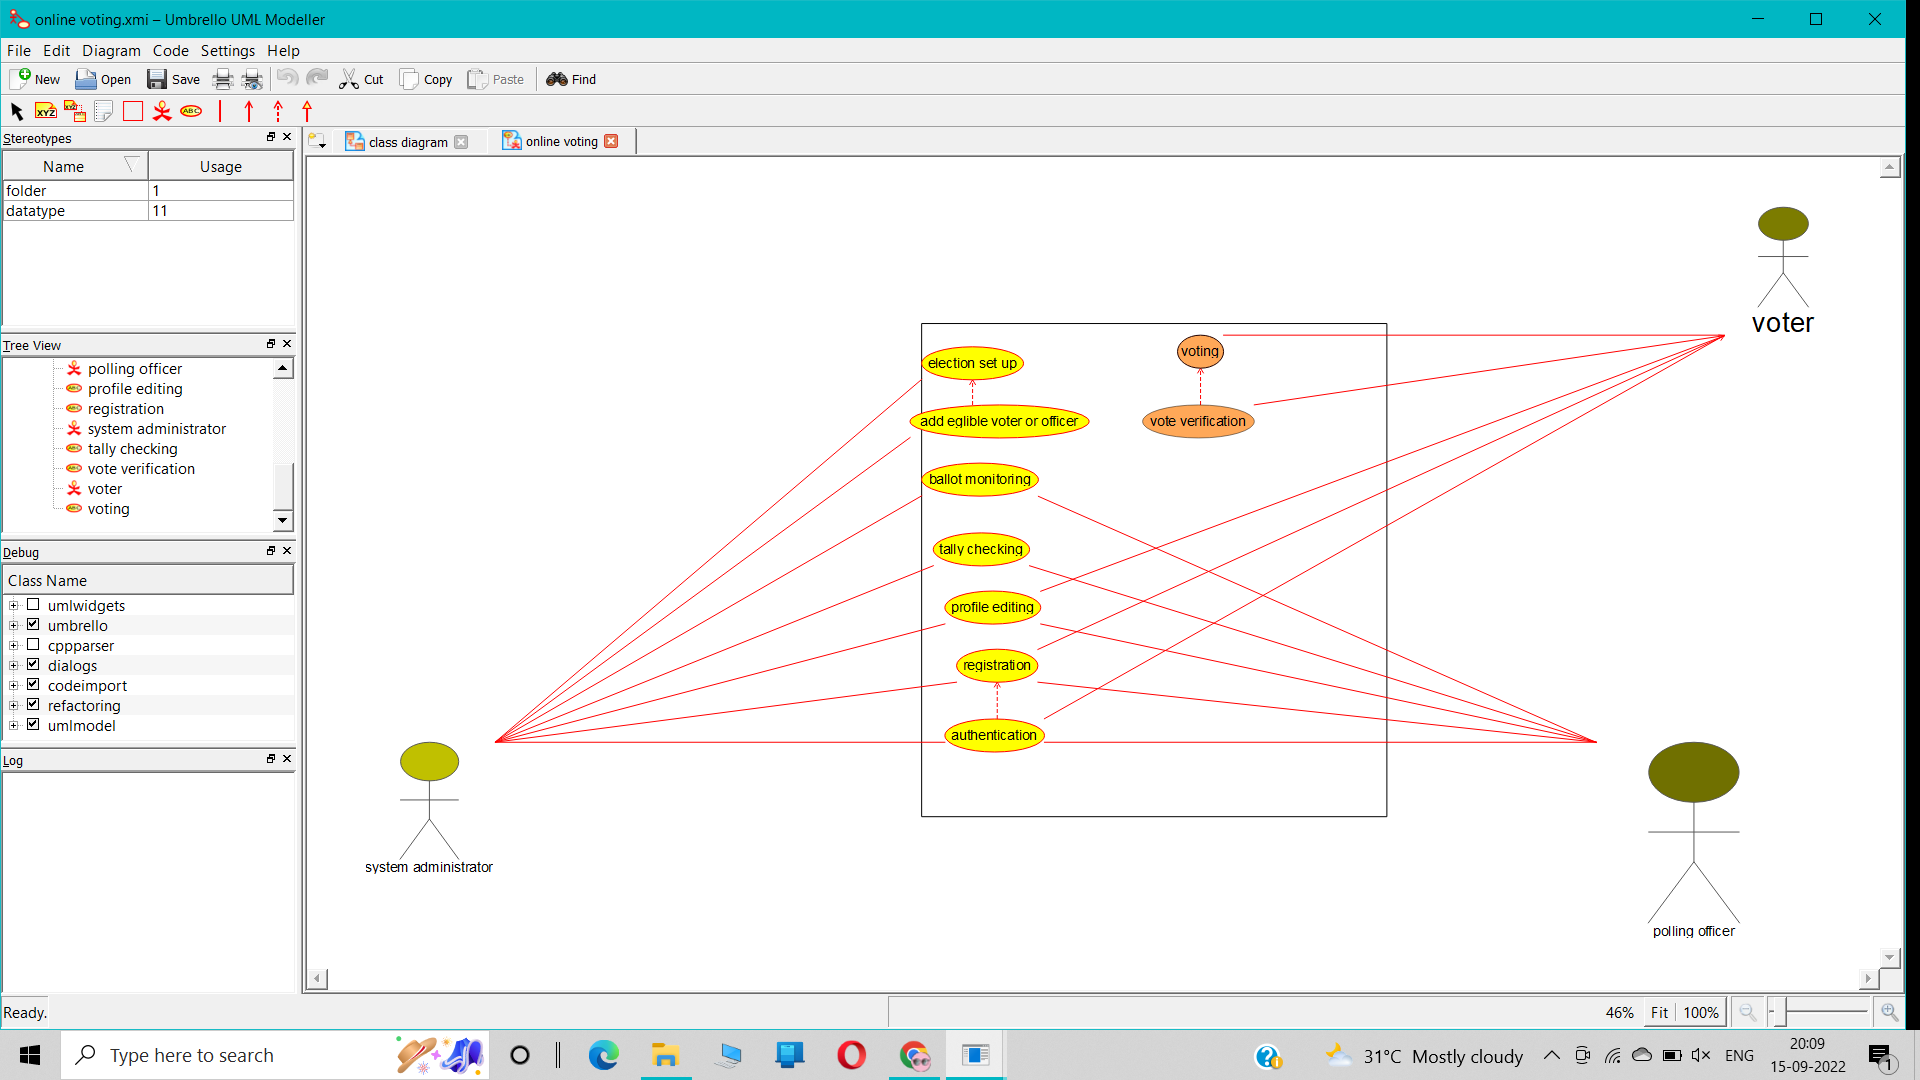 online voting.xmi – Umbrello UML Modeller
File Edit Diagram Code Settings Help
New Open Save Cut Copy Paste Find
XYZ XYZ ABC
Stereotypes
Name Usage
folder 1
datatype 11
Tree View
polling officer
profile editing
registration
system administrator
tally checking
vote verification
voter
voting
Debug
Class Name
umlwidgets
umbrello
cppparser
dialogs
codeimport
refactoring
umlmodel
Log
class diagram
online voting
voter
election set up
voting
add eglible voter or officer
vote verification
ballot monitoring
tally checking
profile editing
registration
authentication
system administrator
polling officer
Ready.
46% Fit 100%
Type here to search
31°C Mostly cloudy
ENG
20:09
15-09-2022
1